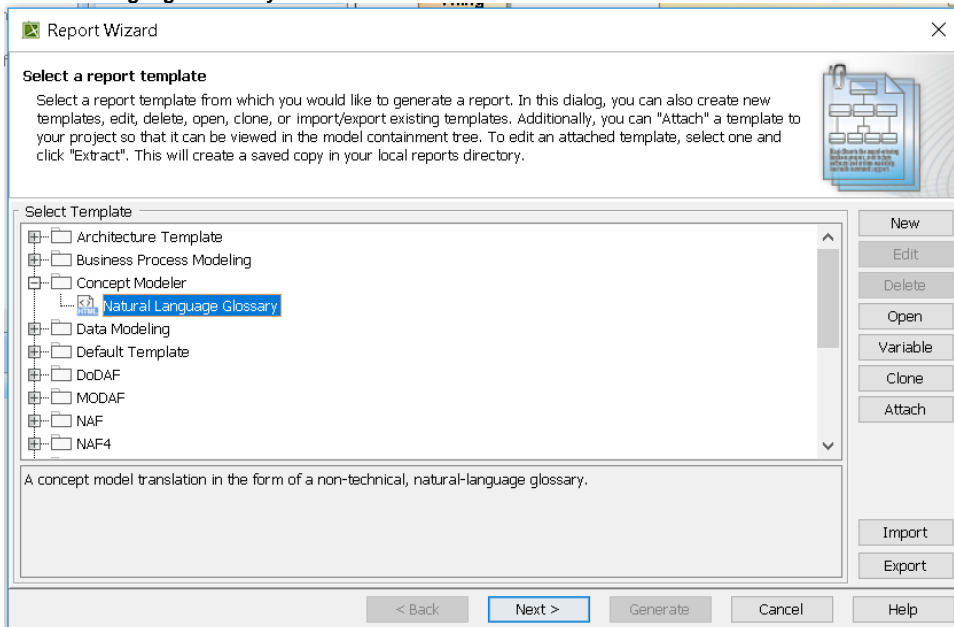 Thing
Report Wizard
Select a report template
Select a report template from which you would like to generate a report. In this dialog, you can also create new
templates, edit, delete, open, clone, or import/export existing templates. Additionally, you can "Attach" a template to
your project so that it can be viewed in the model containment tree. To edit an attached template, select one and
click "Extract". This will create a saved copy in your local reports directory.
Select Template
Architecture Template
Business Process Modeling
Concept Modeler
HTML
Natural Language Glossary
Data Modeling
Default Template
DoDAF
MODAF
NAF
NAF4
New
Edit
Delete
Open
Variable
Clone
Attach
A concept model translation in the form of a non-technical, natural-language glossary.
Import
Export
< Back
Next >
Generate
Cancel
Help